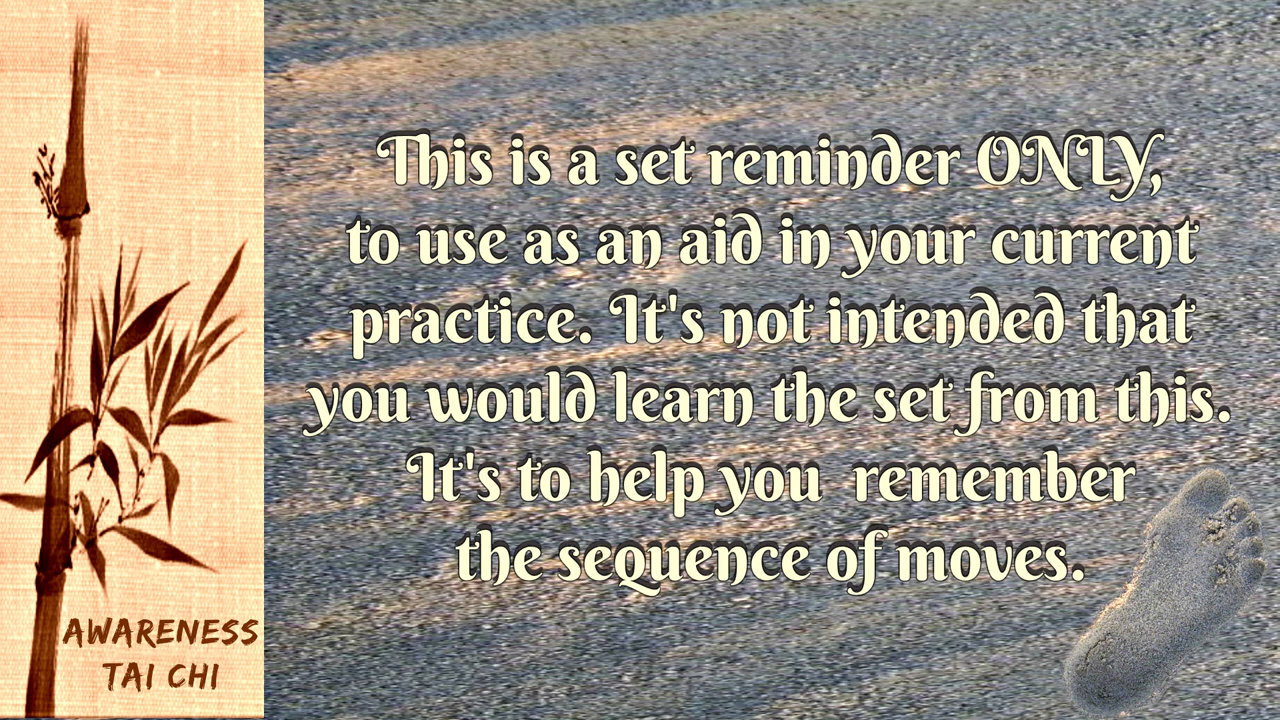 This is a set reminder ONLY,
to use as an aid in your current
practice. It's not intended that
you would learn the set from this.
It's to help you  remember
the sequence of moves.
AWARENESS
TAI CHI